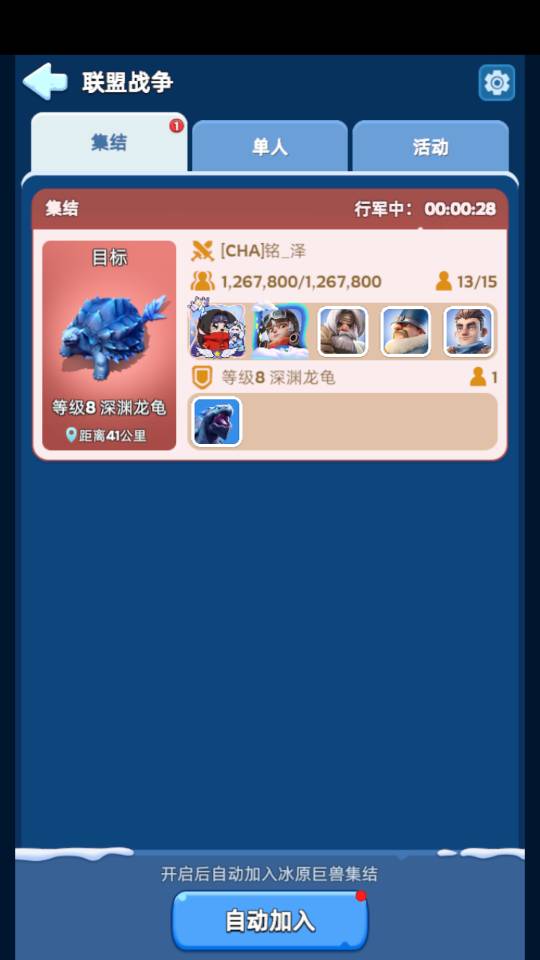 联盟战争
集结
1
单人
活动
集结
行军中： 00:00:28
目标
[CHA]铭_泽
1,267,800/1,267,800
13/15
等级8 深渊龙龟
1
等级8 深渊龙龟
距离41公里
开启后自动加入冰原巨兽集结
自动加入